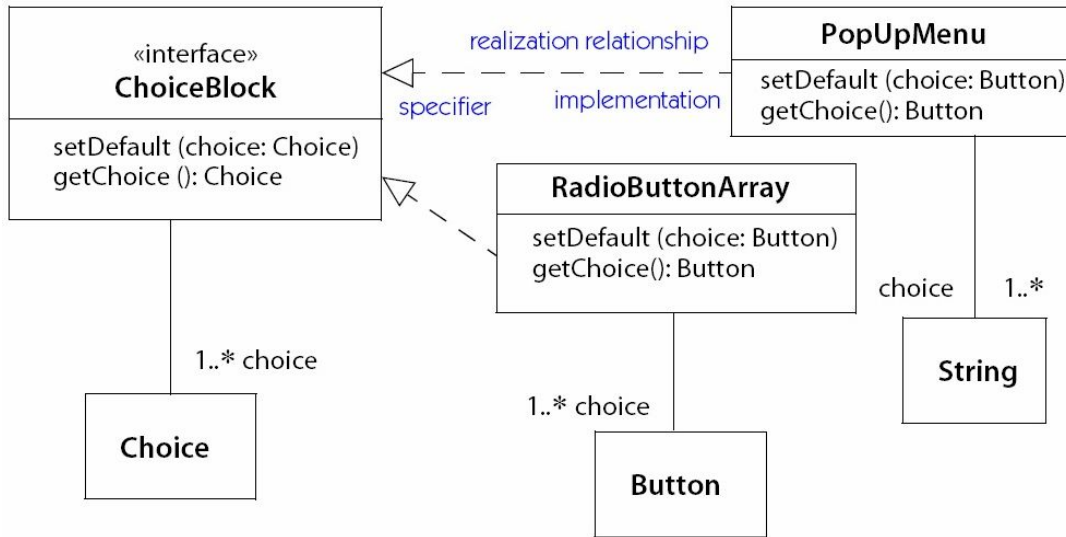 «interface»
ChoiceBlock
setDefault (choice: Choice)
getChoice (): Choice
realization relationship
specifier
implementation
PopUpMenu
setDefault (choice: Button)
getChoice(): Button
RadioButtonArray
setDefault (choice: Button)
getChoice(): Button
choice 1..*
String
1..* choice
Choice
1..* choice
Button